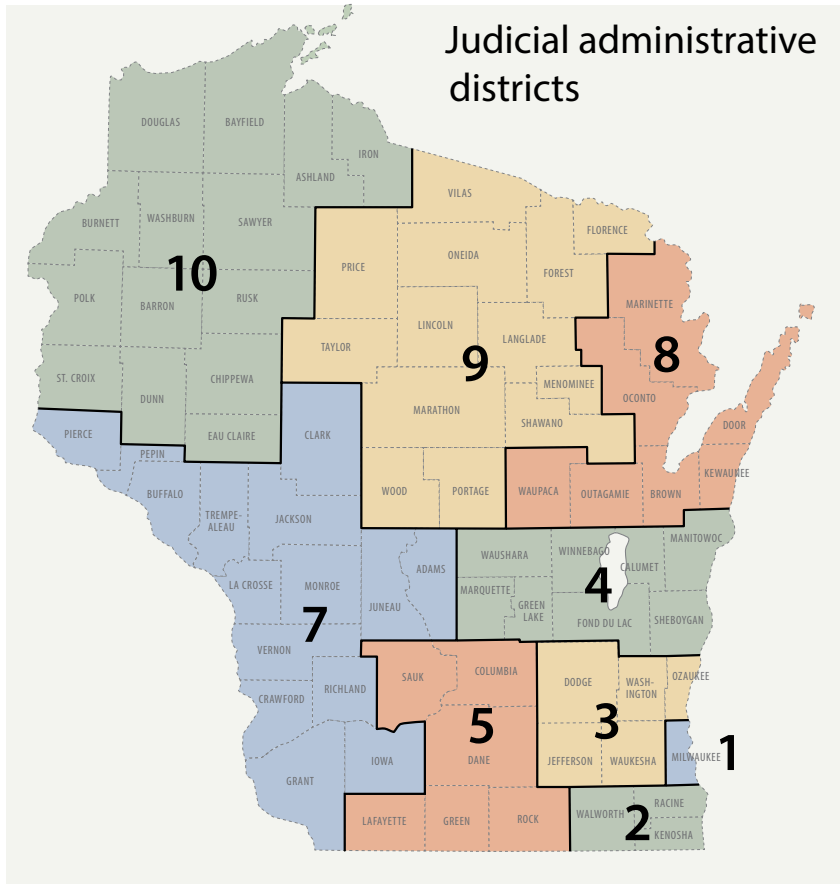 Judicial administrative
districts
DOUGLAS
BAYFIELD
IRON
ASHLAND
VILAS
BURNETT
WASHBURN
SAWYER
FLORENCE
10
PRICE
ONEIDA
FOREST
POLK
BARRON
RUSK
MARINETTE
LINCOLN
TAYLOR
LANGLADE
9
8
ST. CROIX
DUNN
CHIPPEWA
MENOMINEE
OCONTO
MARATHON
SHAWANO
DOOR
PIERCE
EAU CLAIRE
CLARK
PEPIN
KEWAUNEE
BUFFALO
WOOD
PORTAGE
WAUPACA
OUTAGAMIE
BROWN
TREMPE-
ALEAU
JACKSON
MANITOWOC
WAUSHARA
WINNEBAGO
CALUMET
ADAMS
4
LA CROSSE
MONROE
MARQUETTE
JUNEAU
GREEN
LAKE
FOND DU LAC
SHEBOYGAN
7
VERNON
SAUK
COLUMBIA
DODGE
WASH-
INGTON
OZAUKEE
CRAWFORD
RICHLAND
5
3
1
IOWA
DANE
JEFFERSON
WAUKESHA
MILWAUKEE
GRANT
LAFAYETTE
GREEN
ROCK
WALWORTH
RACINE
2
KENOSHA